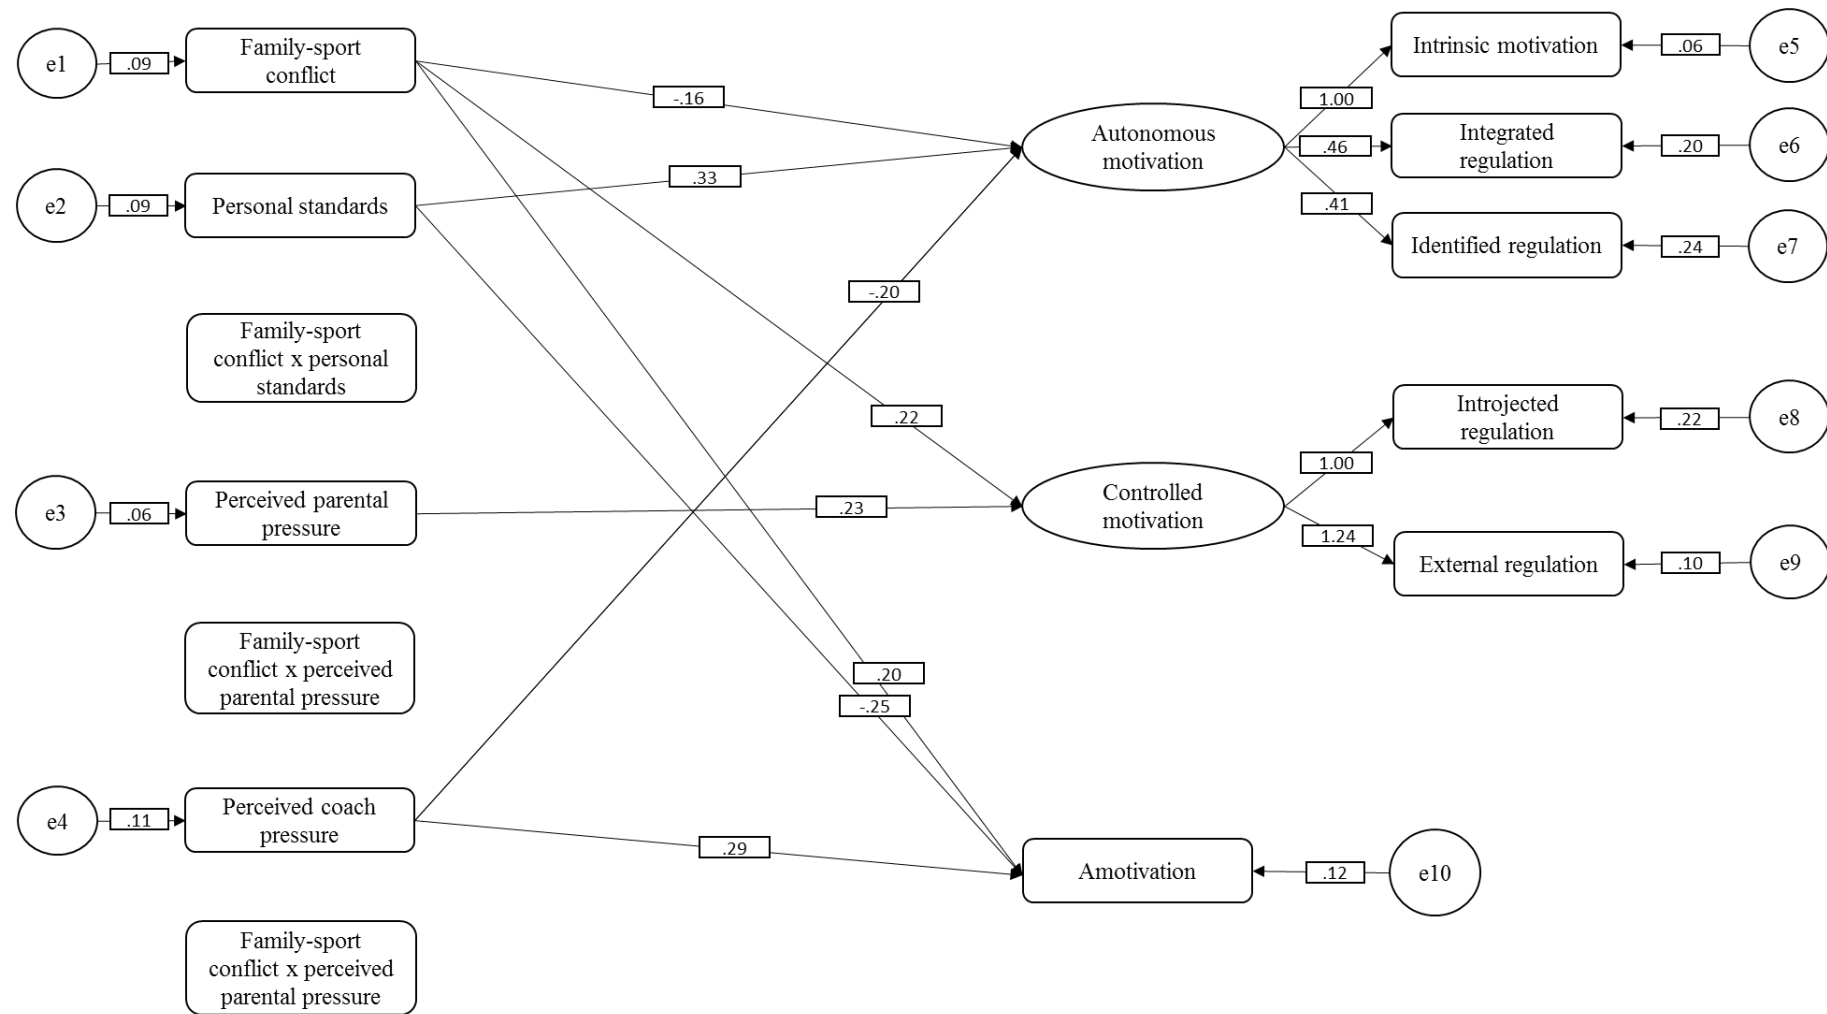 e1
.09
Family-sport
conflict
e2
.09
Personal standards
Family-sport
conflict x personal
standards
e3
.06
Perceived parental
pressure
Family-sport
conflict x perceived
parental pressure
e4
.11
Perceived coach
pressure
Family-sport
conflict x perceived
parental pressure
-.16
.33
-.20
.22
.23
.20
-.25
.29
Autonomous
motivation
Controlled
motivation
Amotivation
.12
e10
1.00
.46
.41
Intrinsic motivation
.06
e5
Integrated
regulation
.20
e6
Identified regulation
.24
e7
1.00
1.24
Introjected
regulation
.22
e8
External regulation
.10
e9